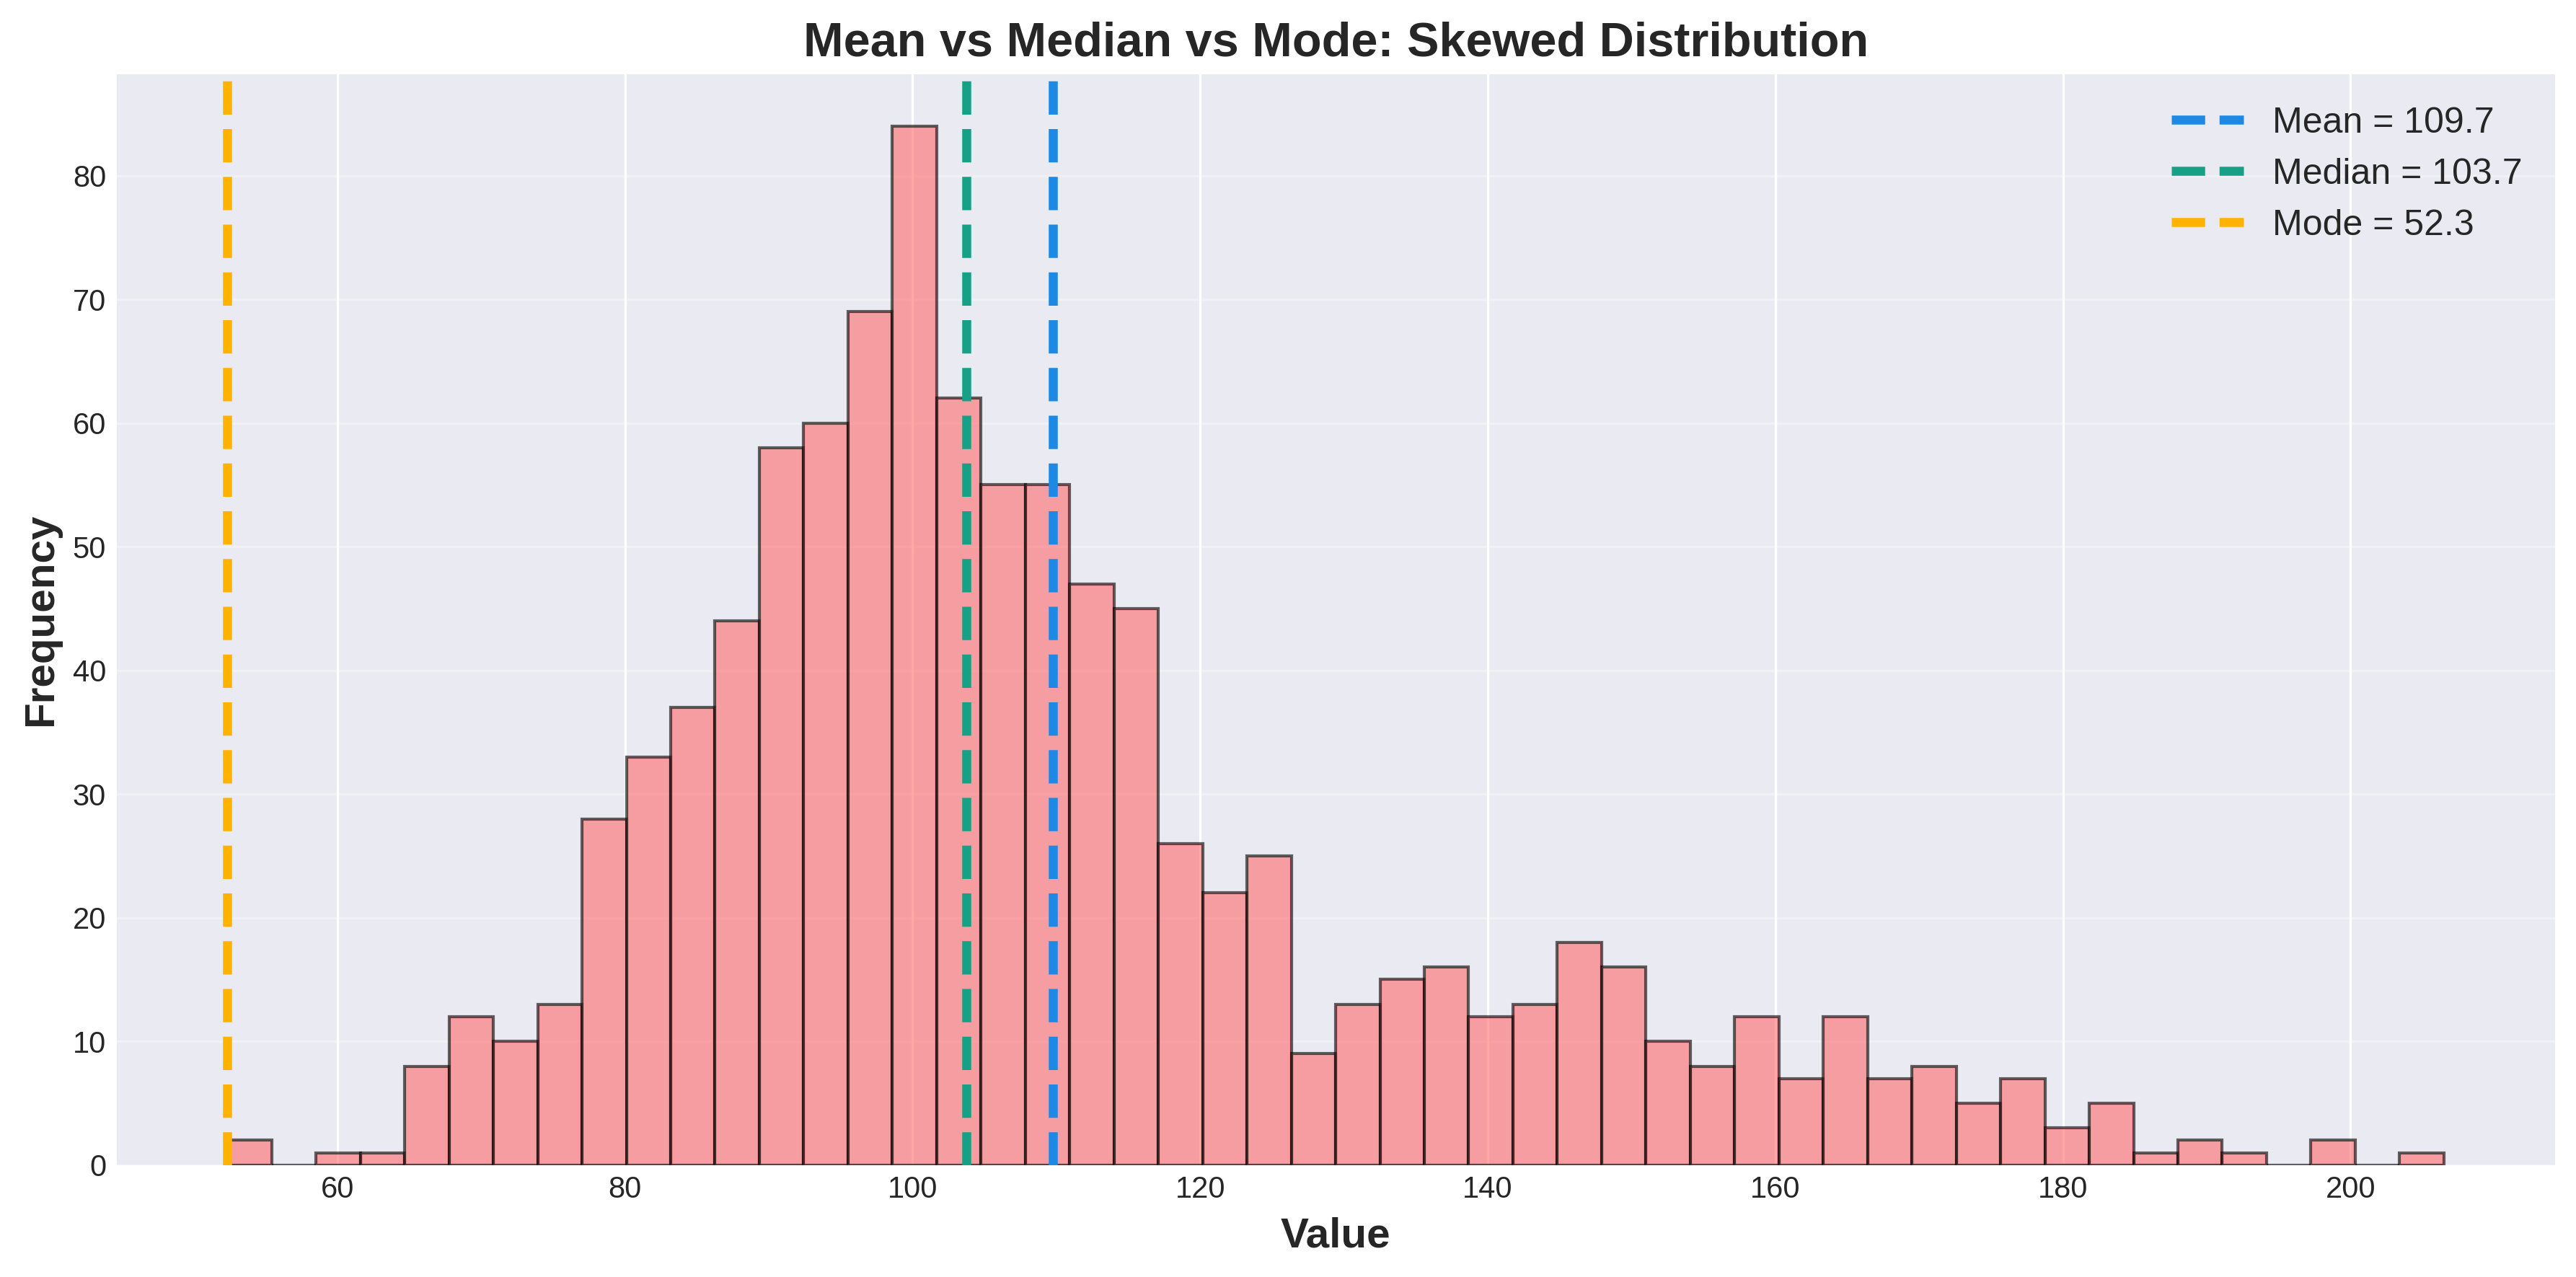 Mean vs Median vs Mode: Skewed Distribution
Mean = 109.7
Median = 103.7
Mode = 52.3
Frequency
80
70
60
50
40
30
20
10
0
60 80 100 120 140 160 180 200
Value